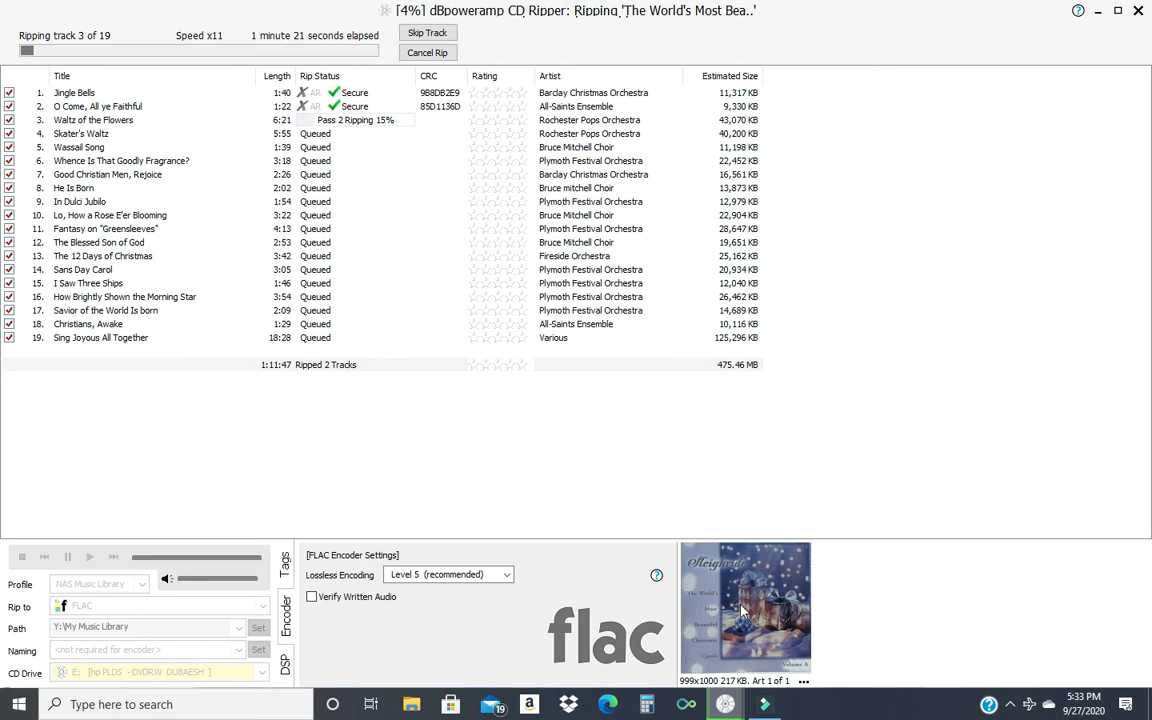 [4%] dBpoweramp CD Ripper: Ripping 'The World's Most Bea..'
Ripping track 3 of 19 Speed x11 1 minute 21 seconds elapsed Skip Track
Cancel Rip
Title Length Rip Status CRC Rating Artist Estimated Size
1. Jingle Bells 1:40 AR Secure 9B8DB2E9 Barclay Christmas Orchestra 11,317 KB
2. O Come, All ye Faithful 1:22 AR Secure 85D1136D All-Saints Ensemble 9,330 KB
3. Waltz of the Flowers 6:21 Pass 2 Ripping 15% Rochester Pops Orchestra 43,070 KB
4. Skater's Waltz 5:55 Queued Rochester Pops Orchestra 40,200 KB
5. Wassail Song 1:39 Queued Bruce Mitchell Choir 11,198 KB
6. Whence Is That Goodly Fragrance? 3:18 Queued Plymoth Festival Orchestra 22,452 KB
7. Good Christian Men, Rejoice 2:26 Queued Barclay Christmas Orchestra 16,561 KB
8. He Is Born 2:02 Queued Bruce mitchell Choir 13,873 KB
9. In Dulci Jubilo 1:54 Queued Plymoth Festival Orchestra 12,979 KB
10. Lo, How a Rose E'er Blooming 3:22 Queued Bruce Mitchell Choir 22,904 KB
11. Fantasy on "Greensleeves" 4:13 Queued Plymoth Festival Orchestra 28,647 KB
12. The Blessed Son of God 2:53 Queued Bruce Mitchell Choir 19,651 KB
13. The 12 Days of Christmas 3:42 Queued Fireside Orchestra 25,162 KB
14. Sans Day Carol 3:05 Queued Plymoth Festival Orchestra 20,934 KB
15. I Saw Three Ships 1:46 Queued Plymoth Festival Orchestra 12,040 KB
16. How Brightly Shown the Morning Star 3:54 Queued Plymoth Festival Orchestra 26,462 KB
17. Savior of the World Is born 2:09 Queued Plymoth Festival Orchestra 14,689 KB
18. Christians, Awake 1:29 Queued All-Saints Ensemble 10,116 KB
19. Sing Joyous All Together 18:28 Queued Various 125,296 KB
1:11:47 Ripped 2 Tracks 475.46 MB
Tags
Encoder
DSP
Profile NAS Music Library
Rip to FLAC
Path Y:\My Music Library Set
Naming <not required for encoder> Set
CD Drive E: [hp PLDS - DVDRW DU8AESH ]
[FLAC Encoder Settings]
Lossless Encoding Level 5 (recommended)
Verify Written Audio
flac
Sleighride
The World's
Most
Beautiful
Christmas
Carols
Volume A
999x1000 217 KB. Art 1 of 1 •••
Type here to search
19
5:33 PM
9/27/2020